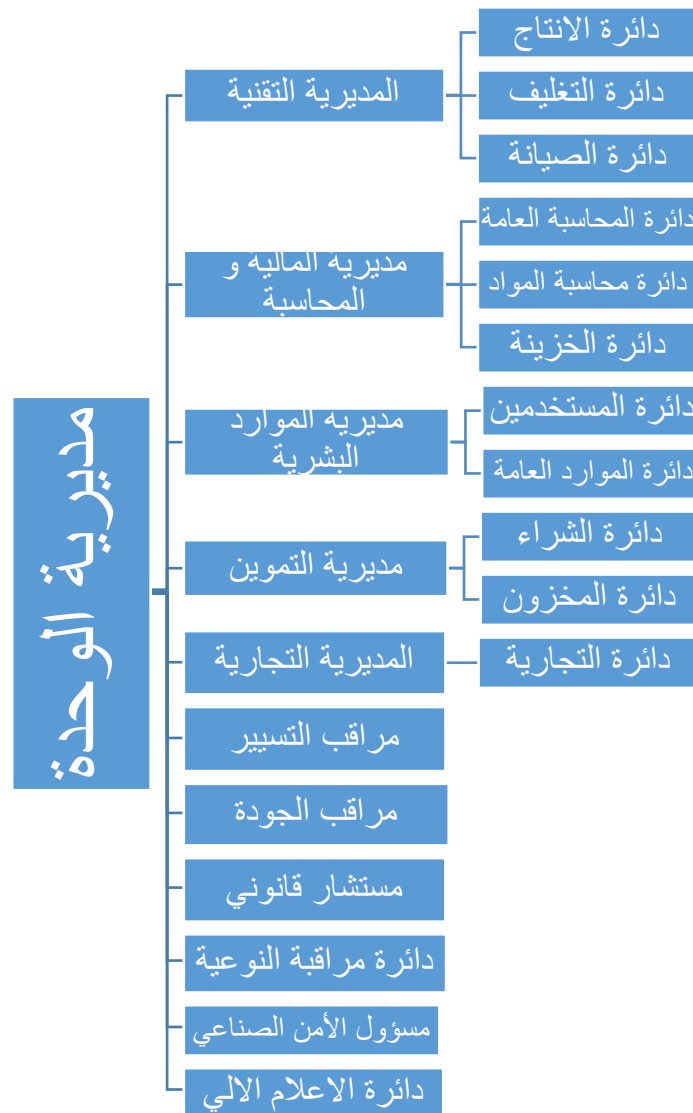 مديرية الوحدة
المديرية التقنية
دائرة الانتاج
دائرة التغليف
دائرة الصيانة
مديرية المالية و
المحاسبة
دائرة المحاسبة العامة
دائرة محاسبة المواد
دائرة الخزينة
مديرية الموارد
البشرية
دائرة المستخدمين
دائرة الموارد العامة
مديرية التموين
دائرة الشراء
دائرة المخزون
المديرية التجارية
دائرة التجارية
مراقب التسيير
مراقب الجودة
مستشار قانوني
دائرة مراقبة النوعية
مسؤول الأمن الصناعي
دائرة الاعلام الالي